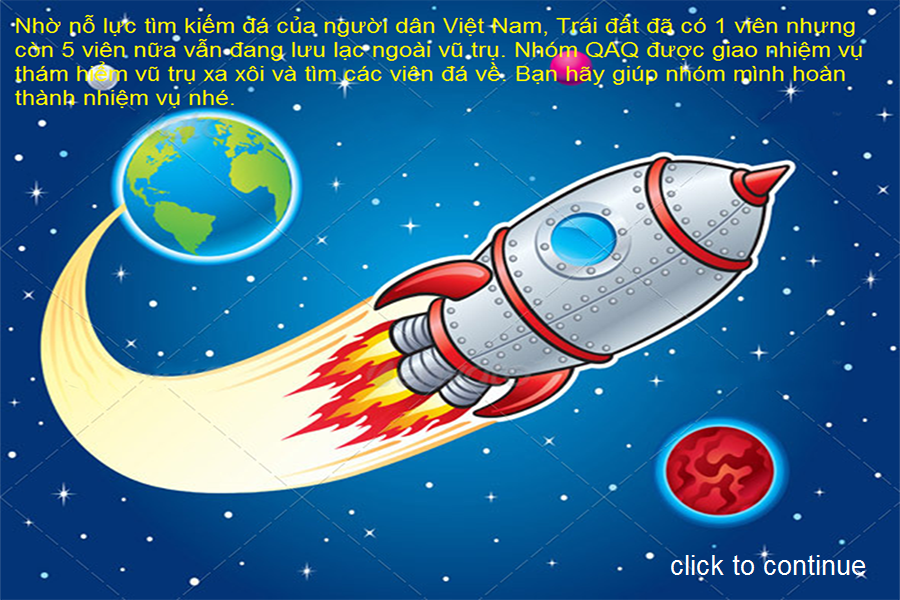 Nhờ nỗ lực tìm kiếm đá của người dân Việt Nam, Trái đất đã có 1 viên nhưng
còn 5 viên nữa vẫn đang lưu lạc ngoài vũ trụ. Nhóm QAQ được giao nhiệm vụ
thám hiểm vũ trụ xa xôi và tìm các viên đá về. Bạn hãy giúp nhóm mình hoàn
thành nhiệm vụ nhé.
click to continue